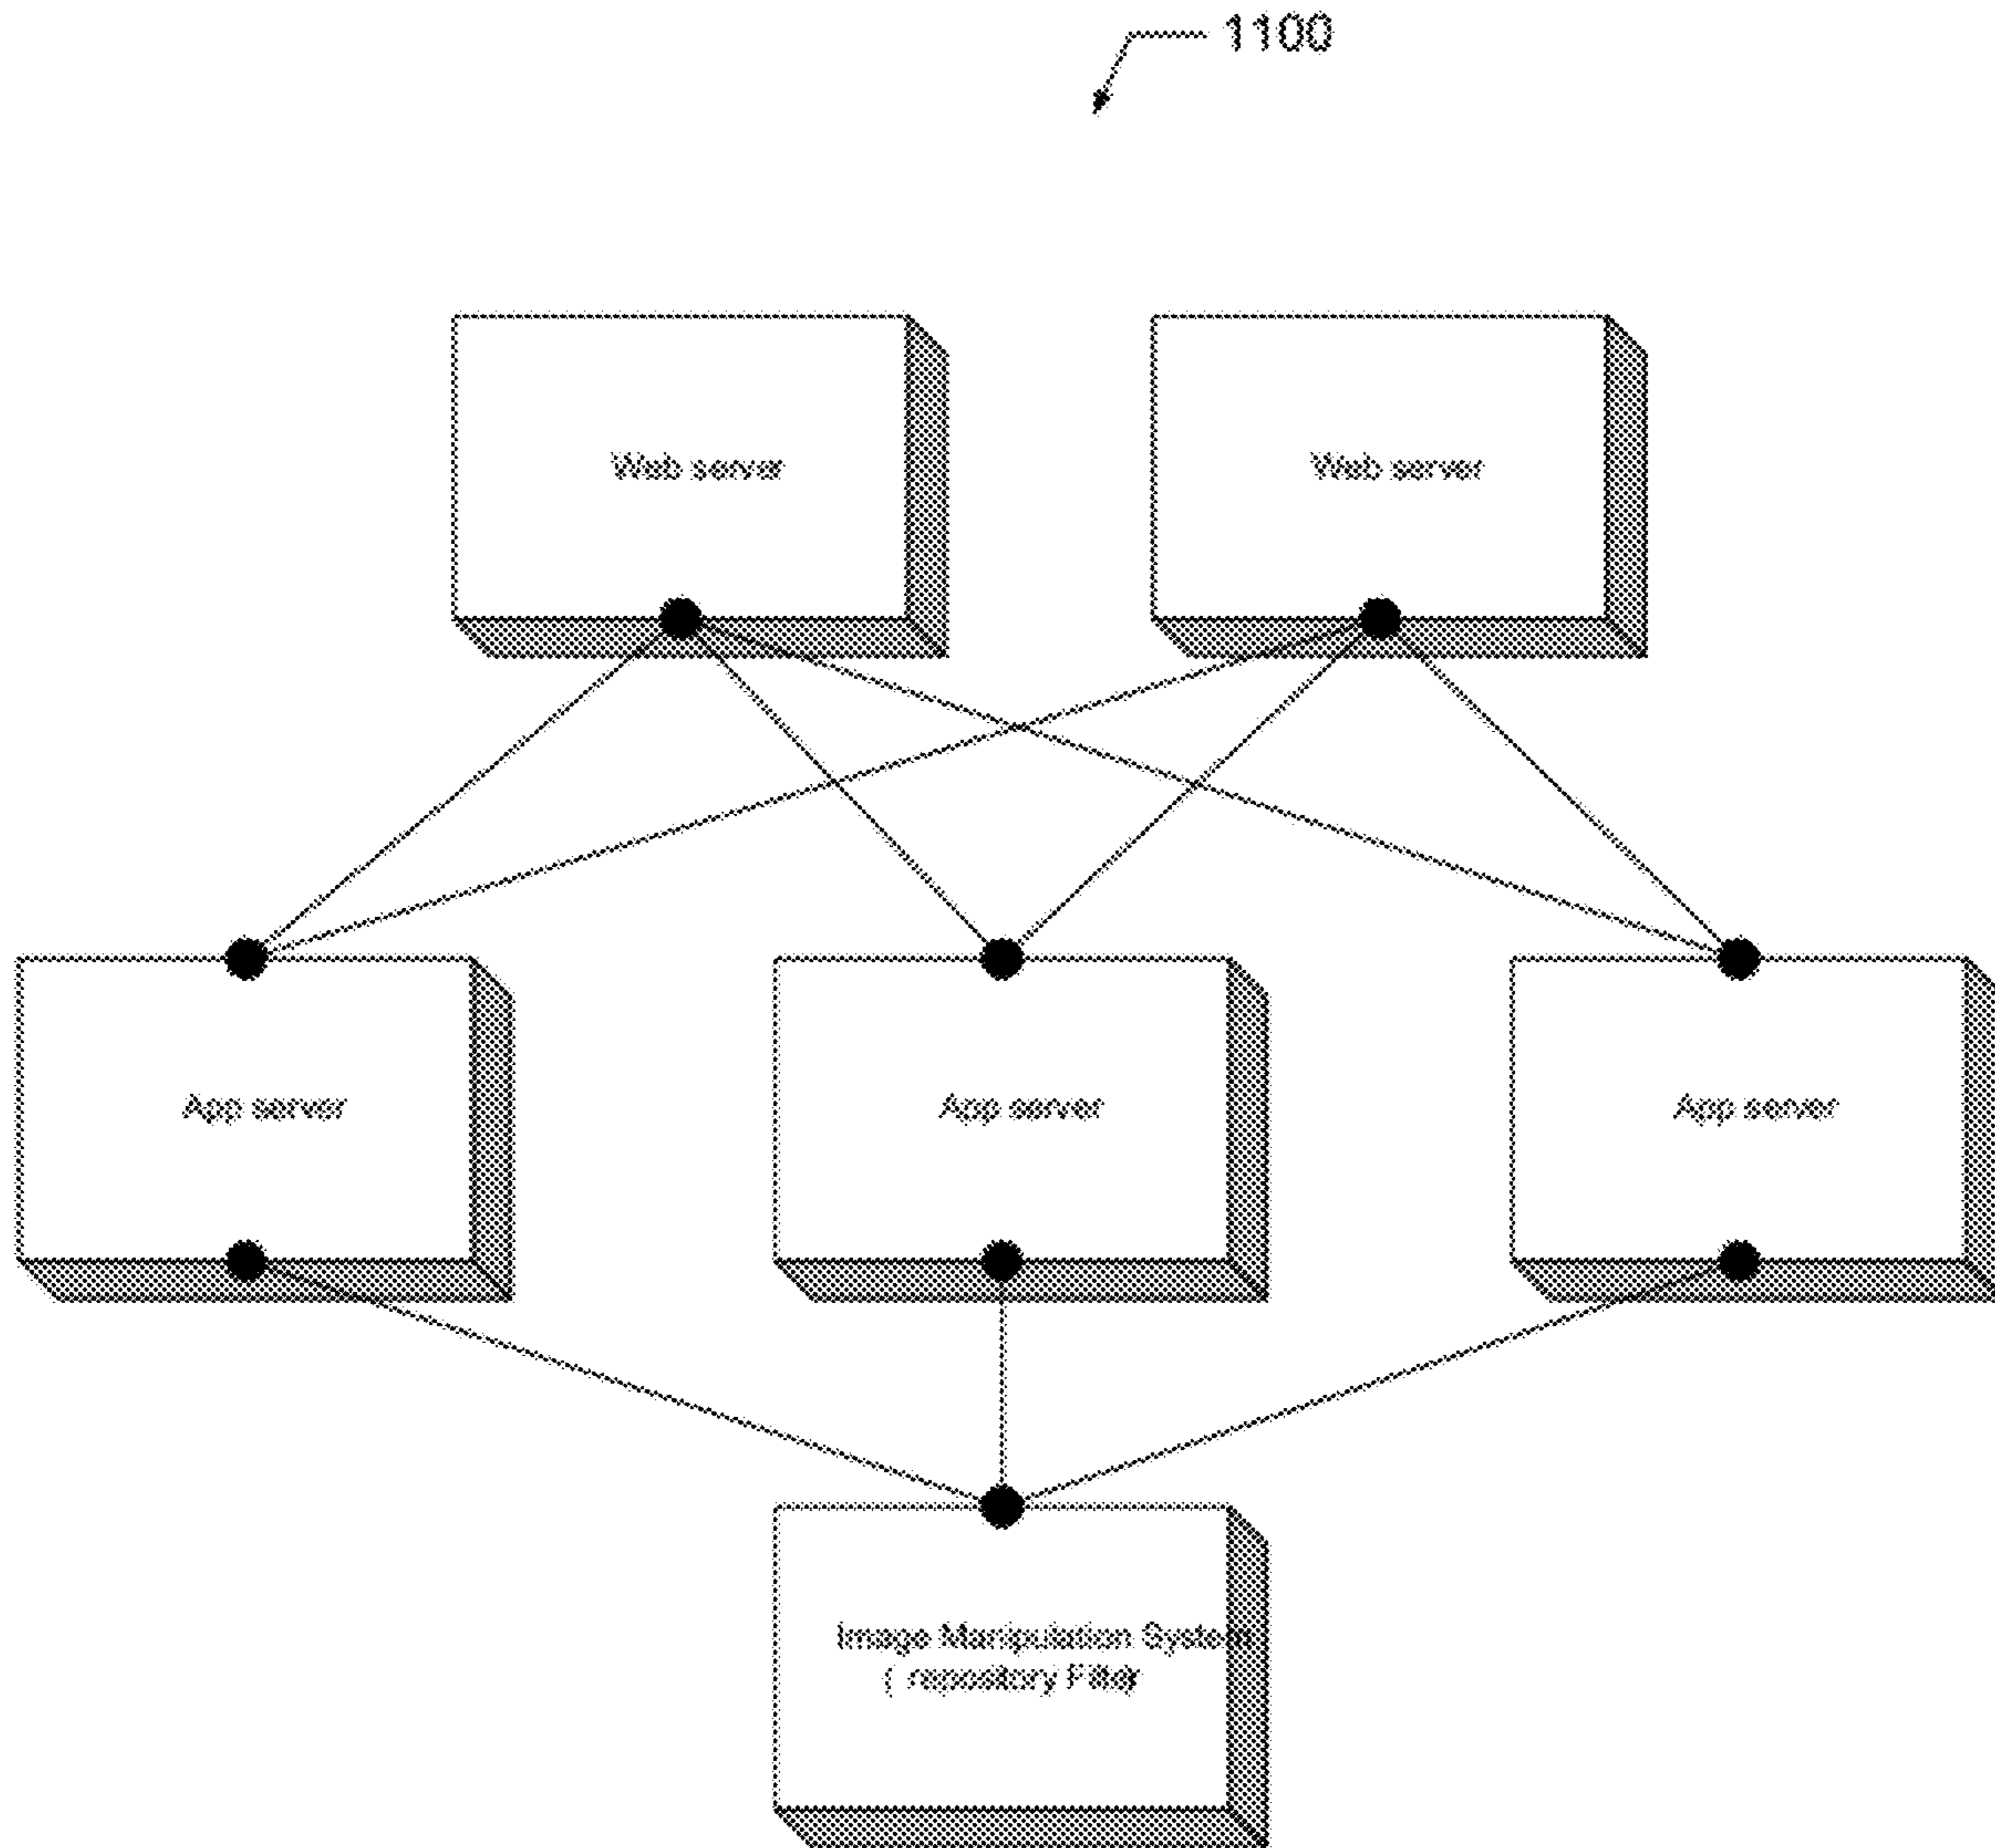 1100
Web server
Web server
App server
App server
App server
Image Manipulation System
( repository Filter